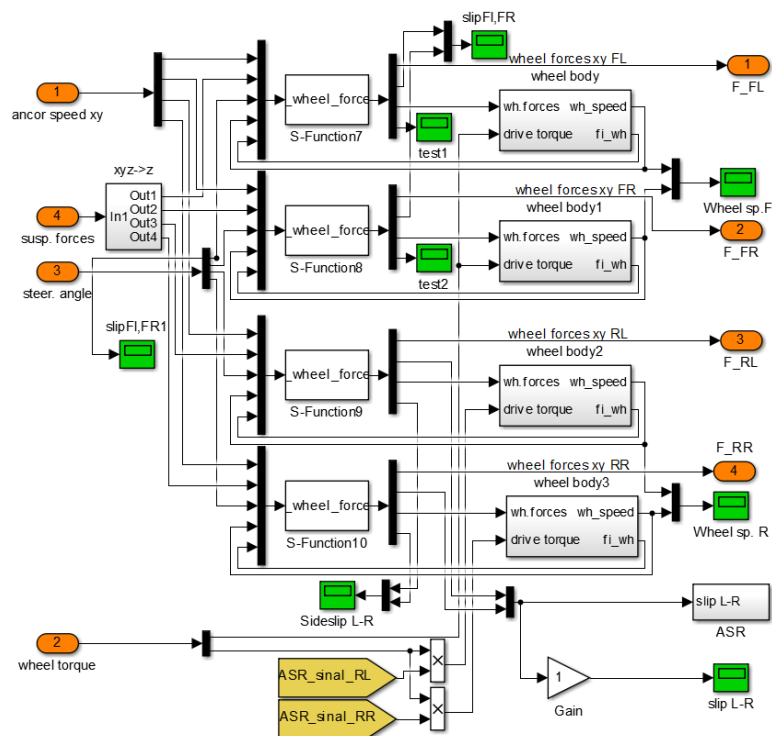 slipFl,FR
wheel forces xy FL
1
ancor speed xy
_wheel_force
S-Function7
wheel body
wh.forces wh_speed
drive torque fi_wh
test1
1
F_FL
xyz->z
In1
Out1
Out2
Out3
Out4
4
susp. forces
3
steer. angle
_wheel_force
S-Function8
wheel forces xy FR
wheel body1
wh.forces wh_speed
drive torque fi_wh
test2
Wheel sp.F
2
F_FR
slipFl,FR1
_wheel_force
S-Function9
wheel forces xy RL
wheel body2
wh.forces wh_speed
drive torque fi_wh
3
F_RL
_wheel_force
S-Function10
wheel forces xy RR
wheel body3
wh.forces wh_speed
drive torque fi_wh
F_RR
4
Wheel sp. R
Sideslip L-R
slip L-R
ASR
2
wheel torque
ASR_sinal_RL
×
ASR_sinal_RR
×
1
Gain
slip L-R